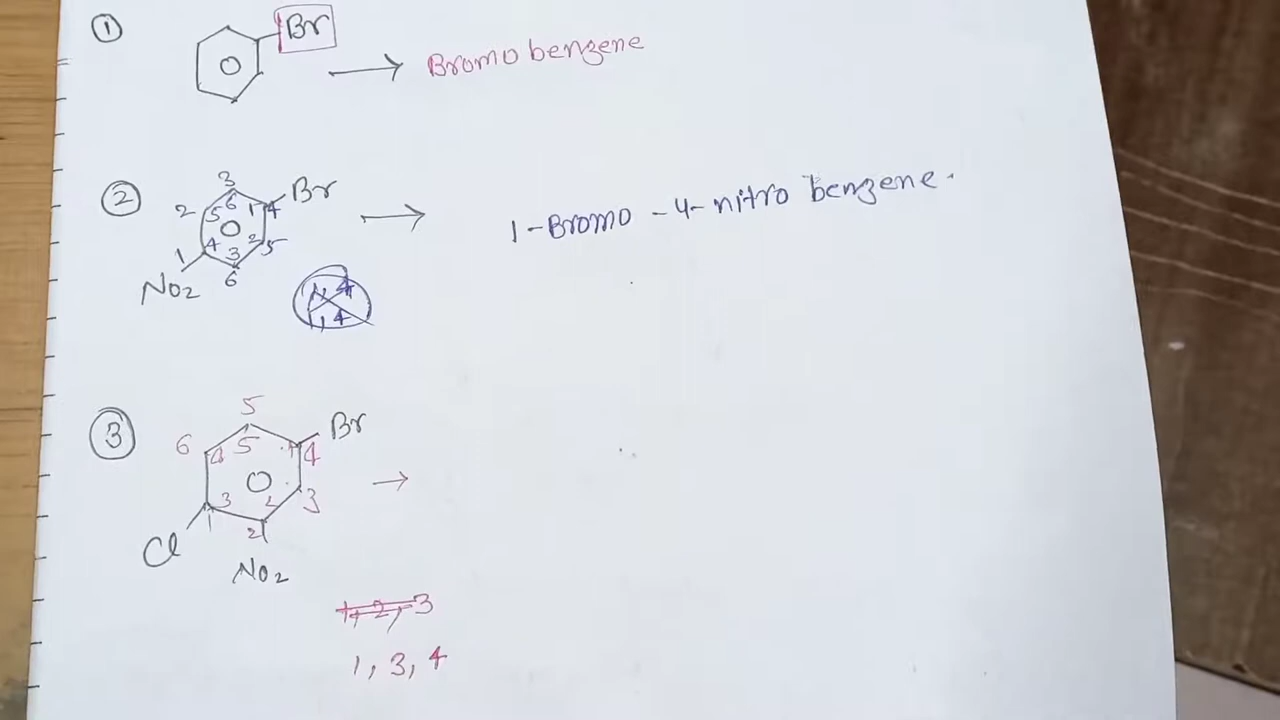 ① Br → Bromo benzene
② 3 Br
2 5 6 1 4 → 1-Bromo-4-nitro benzene.
1 4 3 2 5
NO2 6
1,4
1,4
③ 5 Br
6 4 5 4 →
3 2 3
Cl 1 2
NO2
1,2,3
1,3,4